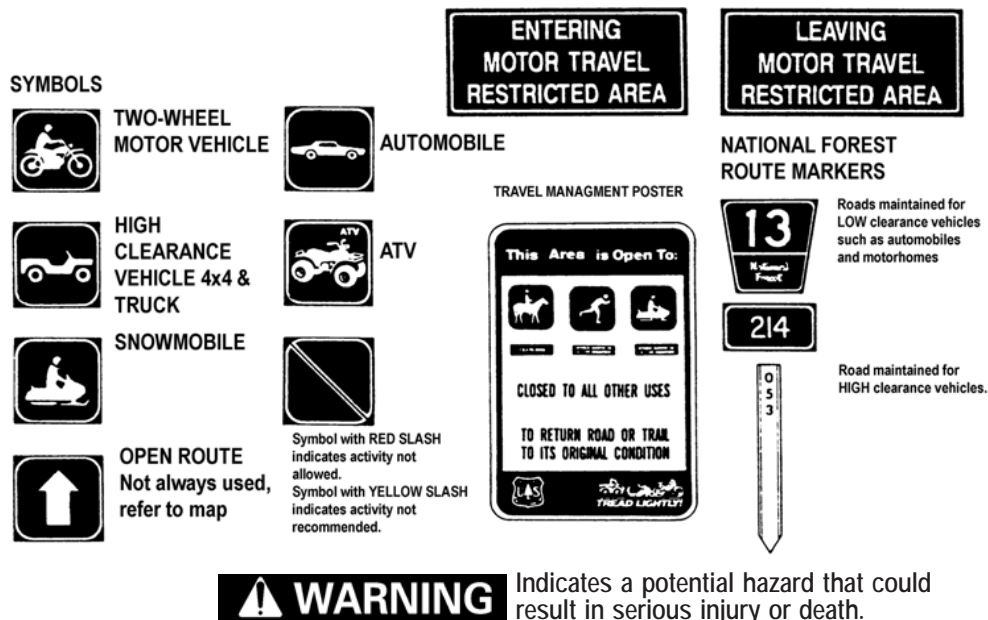 ENTERING
MOTOR TRAVEL
RESTRICTED AREA
LEAVING
MOTOR TRAVEL
RESTRICTED AREA
SYMBOLS
TWO-WHEEL
MOTOR VEHICLE
AUTOMOBILE
HIGH
CLEARANCE
VEHICLE 4x4 &
TRUCK
ATV
ATV
SNOWMOBILE
Symbol with RED SLASH
indicates activity not
allowed.
Symbol with YELLOW SLASH
indicates activity not
recommended.
OPEN ROUTE
Not always used,
refer to map
TRAVEL MANAGMENT POSTER
This Area is Open To:
CLOSED TO ALL OTHER USES
TO RETURN ROAD OR TRAIL
TO ITS ORIGINAL CONDITION
TREAD LIGHTLY!
NATIONAL FOREST
ROUTE MARKERS
13
National
Forest
Roads maintained for
LOW clearance vehicles
such as automobiles
and motorhomes
214
0
5
3
Road maintained for
HIGH clearance vehicles.
WARNING
Indicates a potential hazard that could
result in serious injury or death.